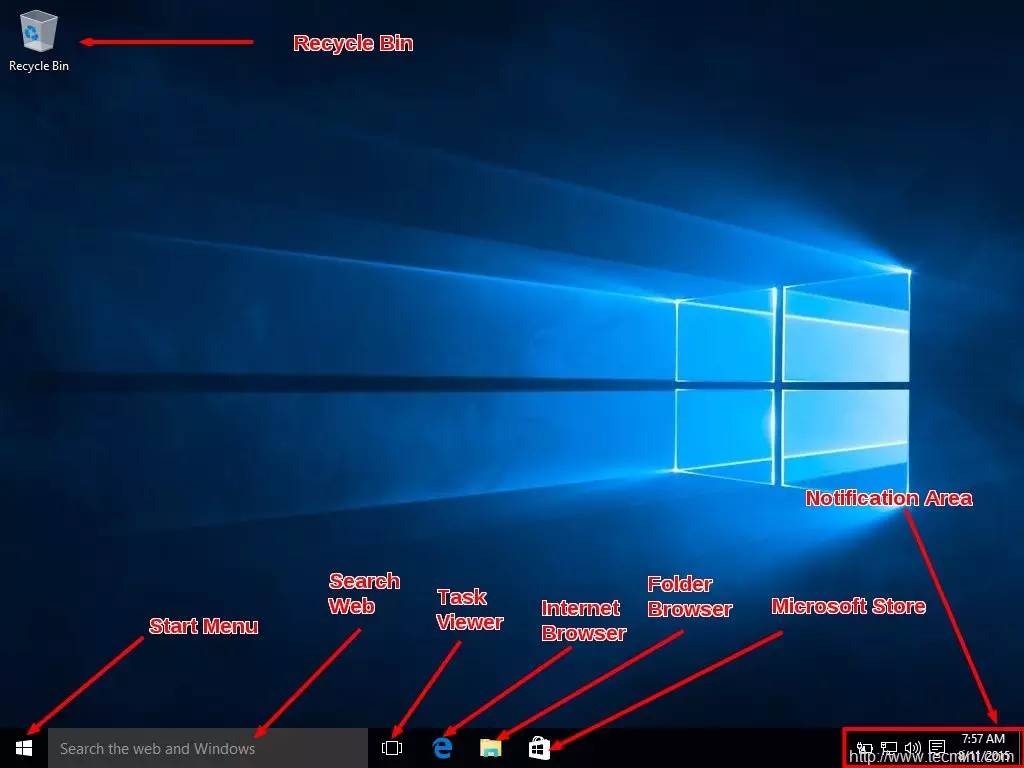 Recycle Bin
Recycle Bin
Notification Area
Search
Web
Task
Viewer
Internet
Browser
Folder
Browser
Microsoft Store
Start Menu
Search the web and Windows
7:57 AM
8/11/2015
http://www.tecmint.com